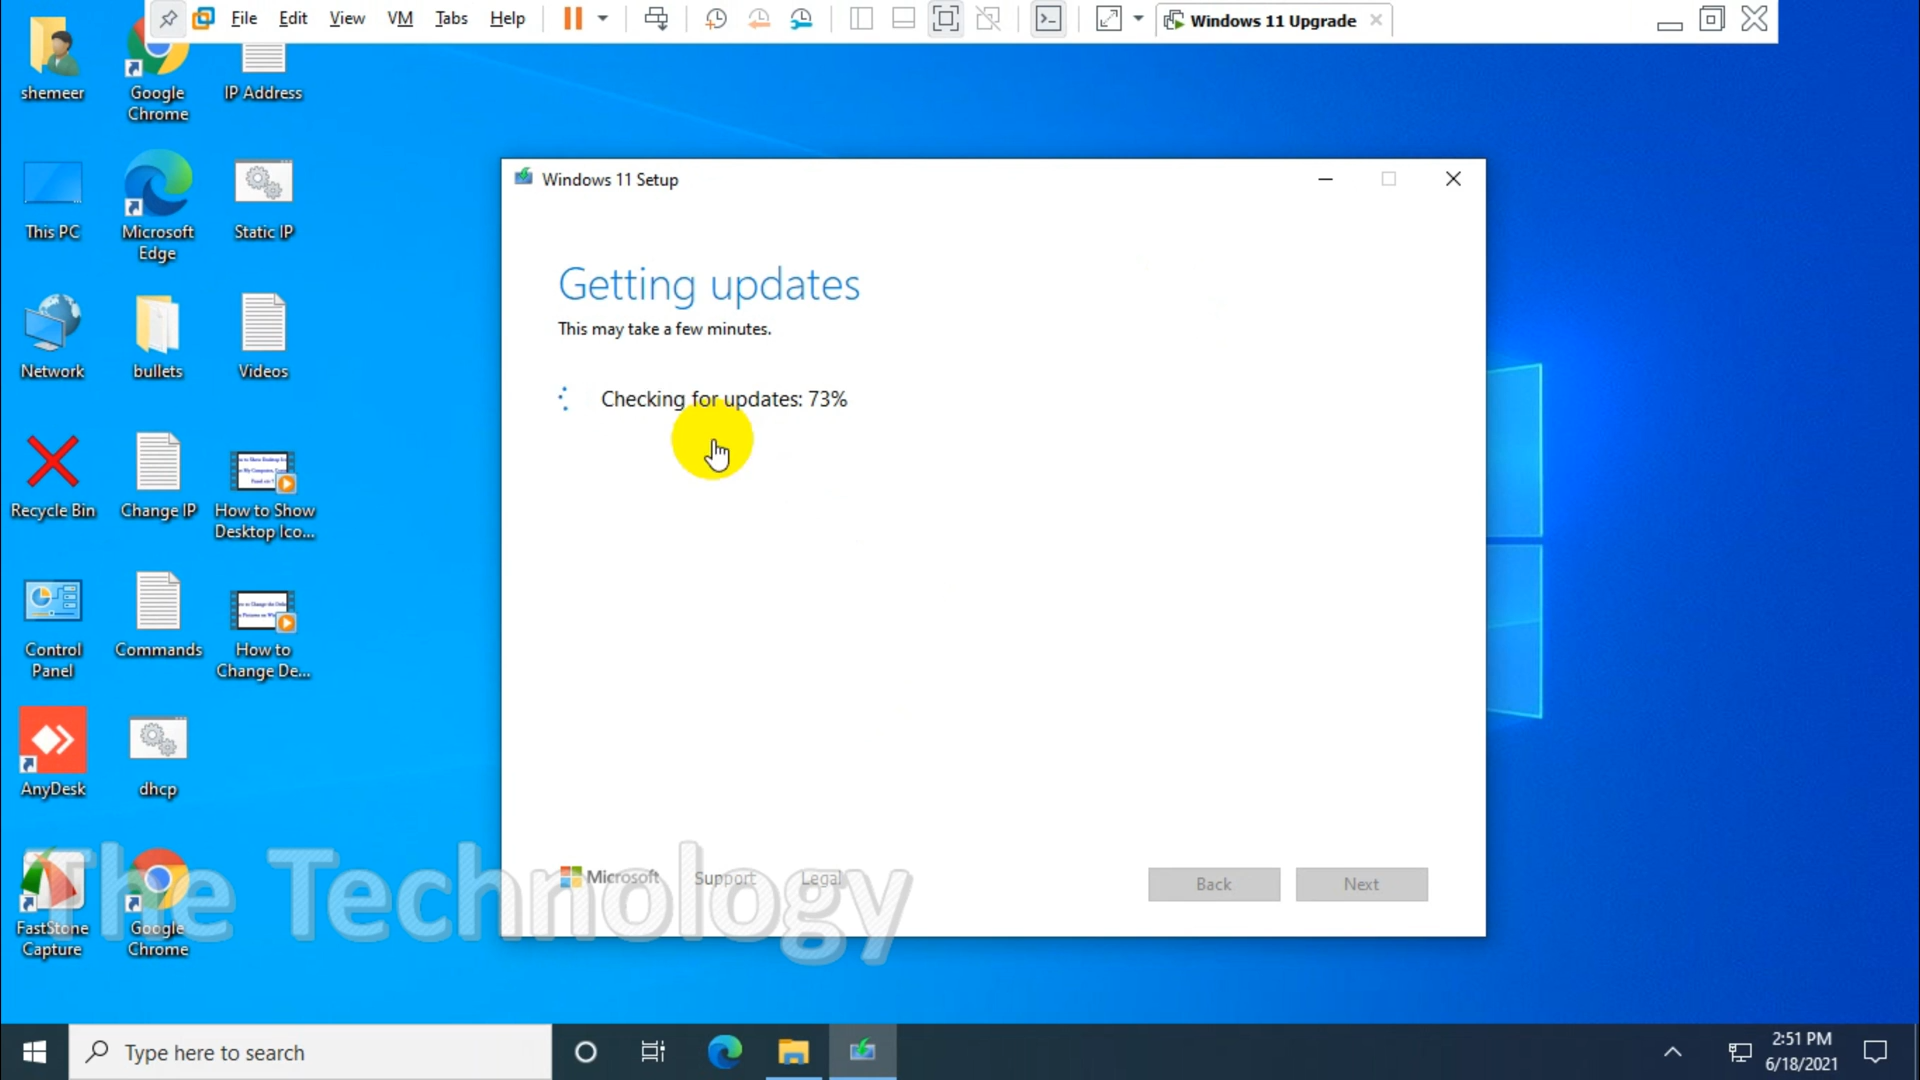 File Edit View VM Tabs Help
Windows 11 Upgrade
shemeer
Google
Chrome
IP Address
This PC
Microsoft
Edge
Static IP
Network
bullets
Videos
Recycle Bin
Change IP
How to Show
Desktop Ico...
Control
Panel
Commands
How to
Change De...
AnyDesk
dhcp
FastStone
Capture
Google
Chrome
Windows 11 Setup
Getting updates
This may take a few minutes.
Checking for updates: 73%
Microsoft Support Legal
Back Next
The Technology
Type here to search
2:51 PM
6/18/2021